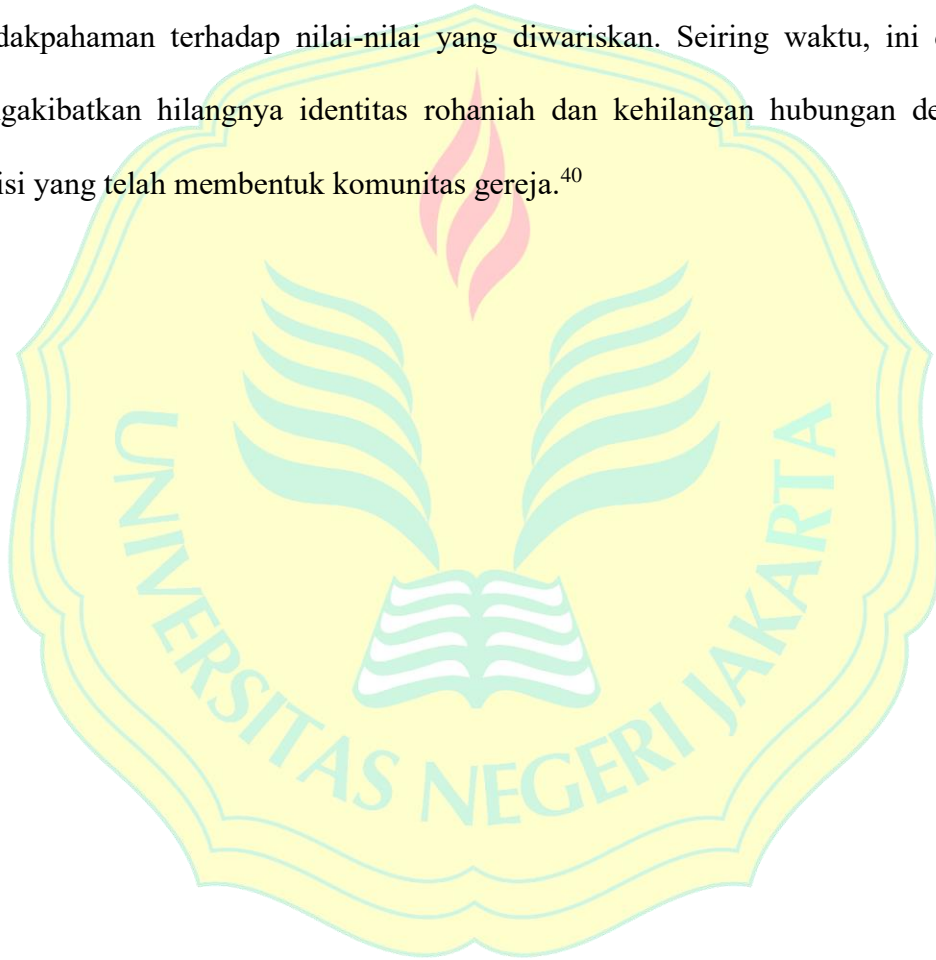 dakpahaman terhadap nilai-nilai yang diwariskan. Seiring waktu, ini
gakibatkan hilangnya identitas rohaniah dan kehilangan hubungan de
isi yang telah membentuk komunitas gereja.40
UNIVERSITAS NEGERI JAKARTA